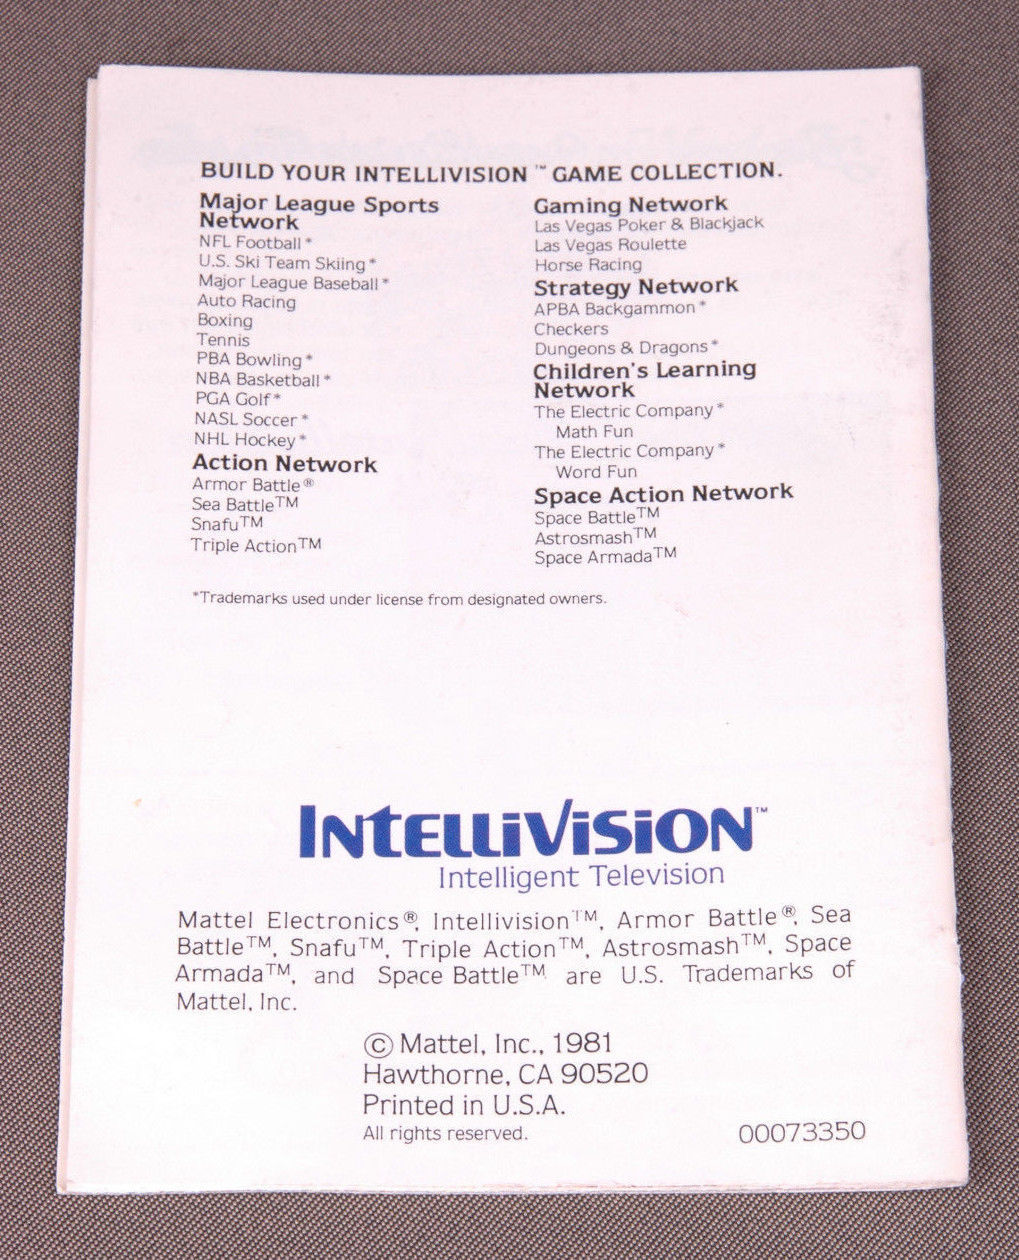 BUILD YOUR INTELLIVISION™ GAME COLLECTION.
Major League Sports
Network
NFL Football*
U.S. Ski Team Skiing*
Major League Baseball*
Auto Racing
Boxing
Tennis
PBA Bowling*
NBA Basketball*
PGA Golf*
NASL Soccer*
NHL Hockey*
Action Network
Armor Battle®
Sea Battle™
Snafu™
Triple Action™
Gaming Network
Las Vegas Poker & Blackjack
Las Vegas Roulette
Horse Racing
Strategy Network
APBA Backgammon*
Checkers
Dungeons & Dragons*
Children's Learning
Network
The Electric Company*
Math Fun
The Electric Company*
Word Fun
Space Action Network
Space Battle™
Astrosmash™
Space Armada™
*Trademarks used under license from designated owners.
INTELLIVISION™
Intelligent Television
Mattel Electronics®, Intellivision™, Armor Battle®, Sea
Battle™, Snafu™, Triple Action™, Astrosmash™, Space
Armada™, and Space Battle™ are U.S. Trademarks of
Mattel, Inc.
© Mattel, Inc., 1981
Hawthorne, CA 90520
Printed in U.S.A.
All rights reserved.
00073350